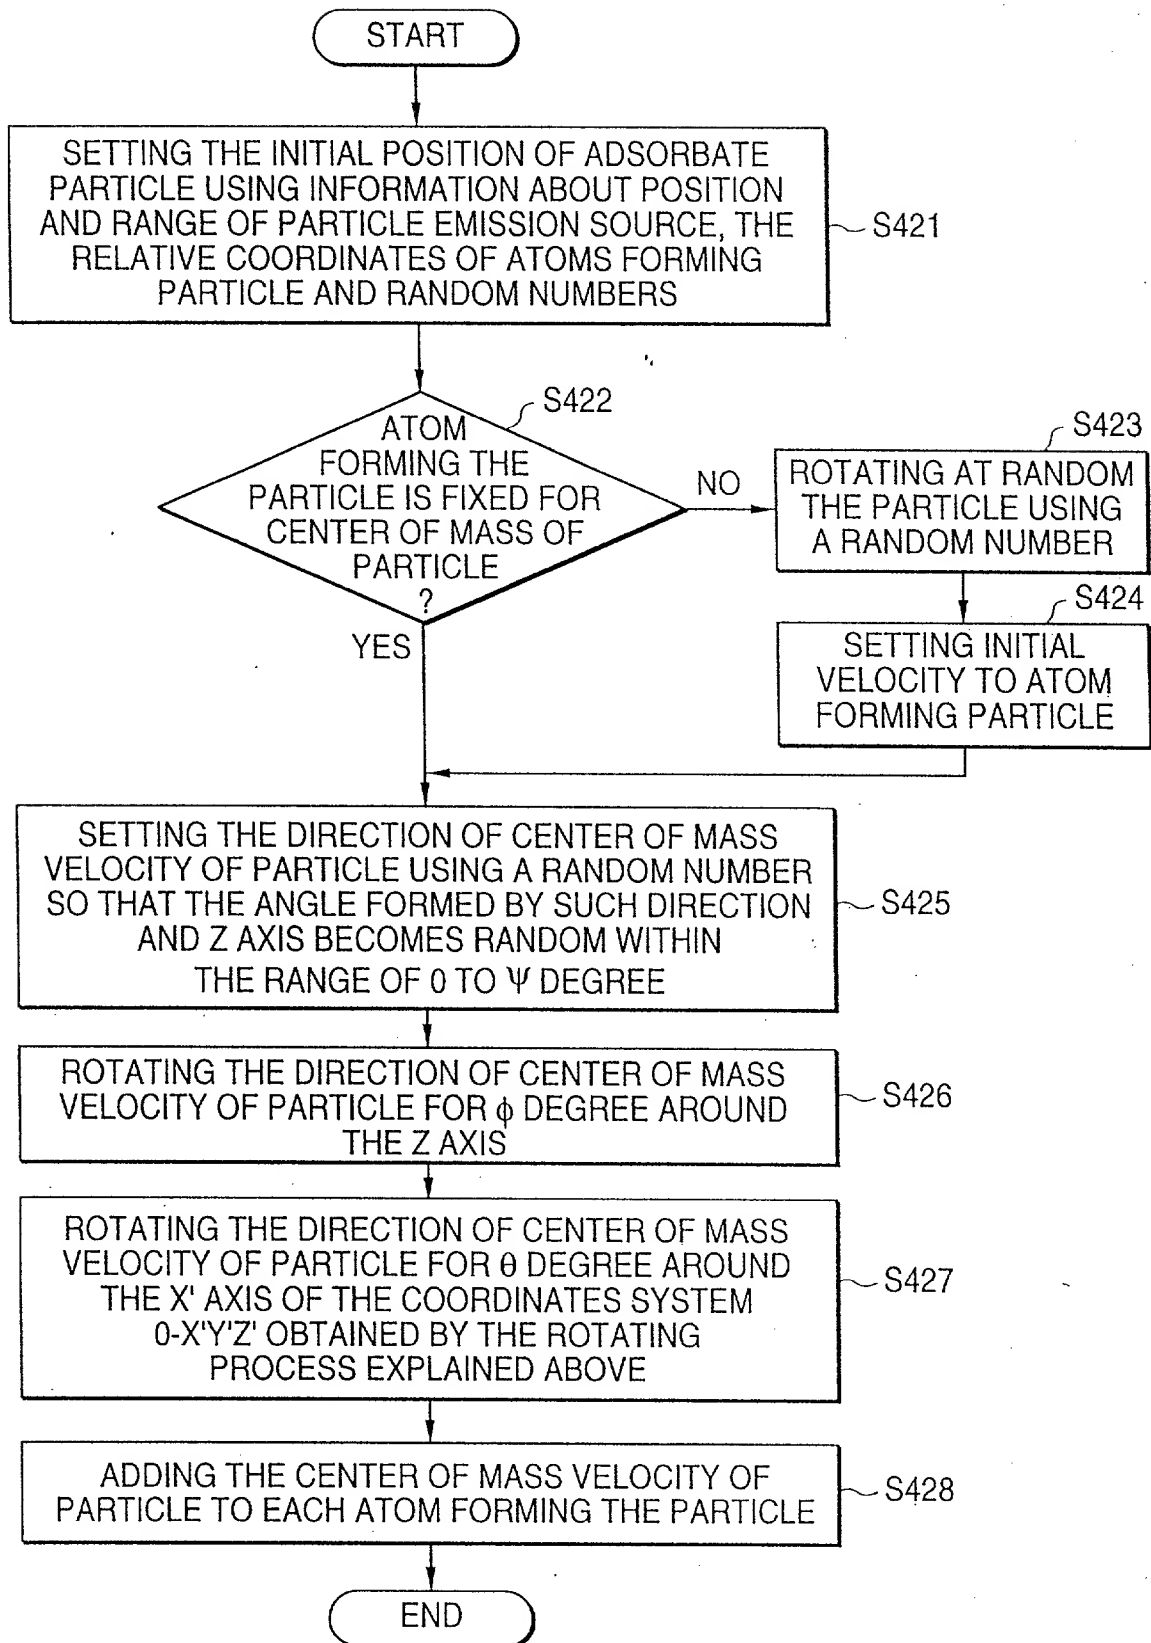 START
SETTING THE INITIAL POSITION OF ADSORBATE
PARTICLE USING INFORMATION ABOUT POSITION
AND RANGE OF PARTICLE EMISSION SOURCE, THE
RELATIVE COORDINATES OF ATOMS FORMING
PARTICLE AND RANDOM NUMBERS
S421
S422
ATOM
FORMING THE
PARTICLE IS FIXED FOR
CENTER OF MASS OF
PARTICLE
?
NO
YES
S423
ROTATING AT RANDOM
THE PARTICLE USING
A RANDOM NUMBER
S424
SETTING INITIAL
VELOCITY TO ATOM
FORMING PARTICLE
SETTING THE DIRECTION OF CENTER OF MASS
VELOCITY OF PARTICLE USING A RANDOM NUMBER
SO THAT THE ANGLE FORMED BY SUCH DIRECTION
AND Z AXIS BECOMES RANDOM WITHIN
THE RANGE OF 0 TO Ψ DEGREE
S425
ROTATING THE DIRECTION OF CENTER OF MASS
VELOCITY OF PARTICLE FOR ϕ DEGREE AROUND
THE Z AXIS
S426
ROTATING THE DIRECTION OF CENTER OF MASS
VELOCITY OF PARTICLE FOR θ DEGREE AROUND
THE X' AXIS OF THE COORDINATES SYSTEM
0-X'Y'Z' OBTAINED BY THE ROTATING
PROCESS EXPLAINED ABOVE
S427
ADDING THE CENTER OF MASS VELOCITY OF
PARTICLE TO EACH ATOM FORMING THE PARTICLE
S428
END